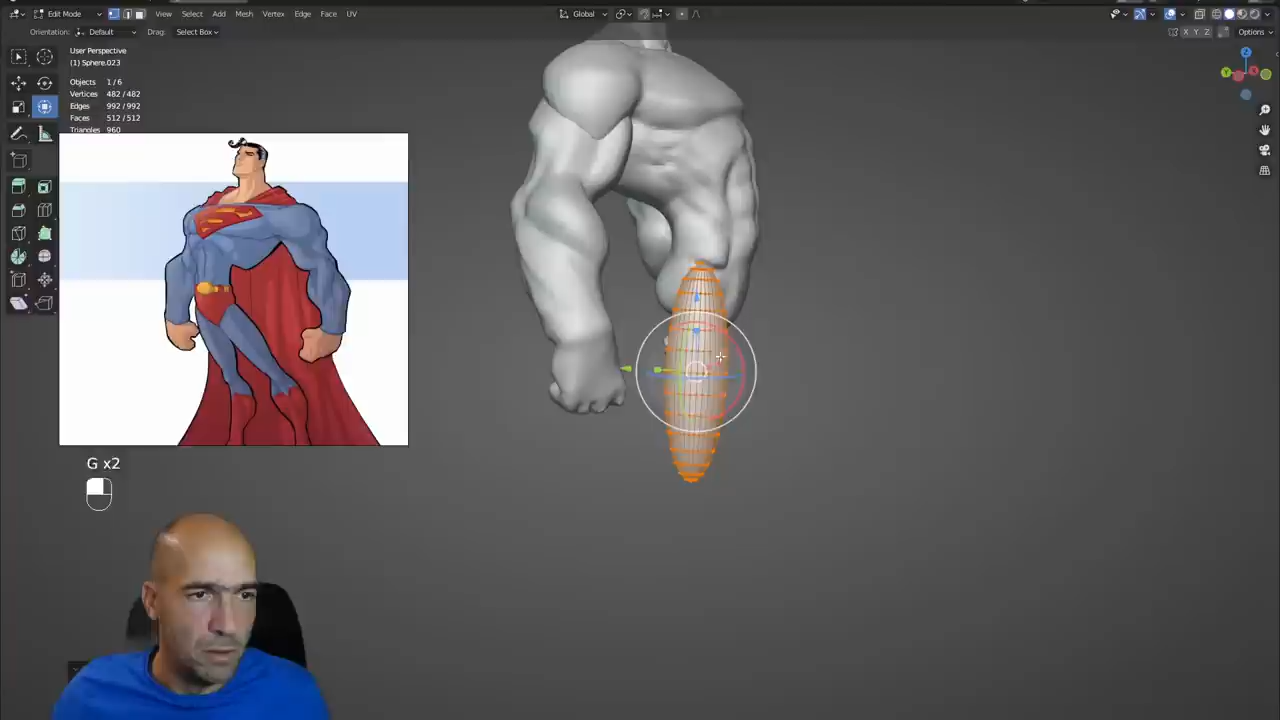 Edit Mode View Select Add Mesh Vertex Edge Face UV Global
Orientation: Default Drag: Select Box X Y Z Options
User Perspective
(1) Sphere.023
Objects 1/6
Vertices 482/482
Edges 992/992
Faces 512/512
Triangles 960
Z
Y X
G x2